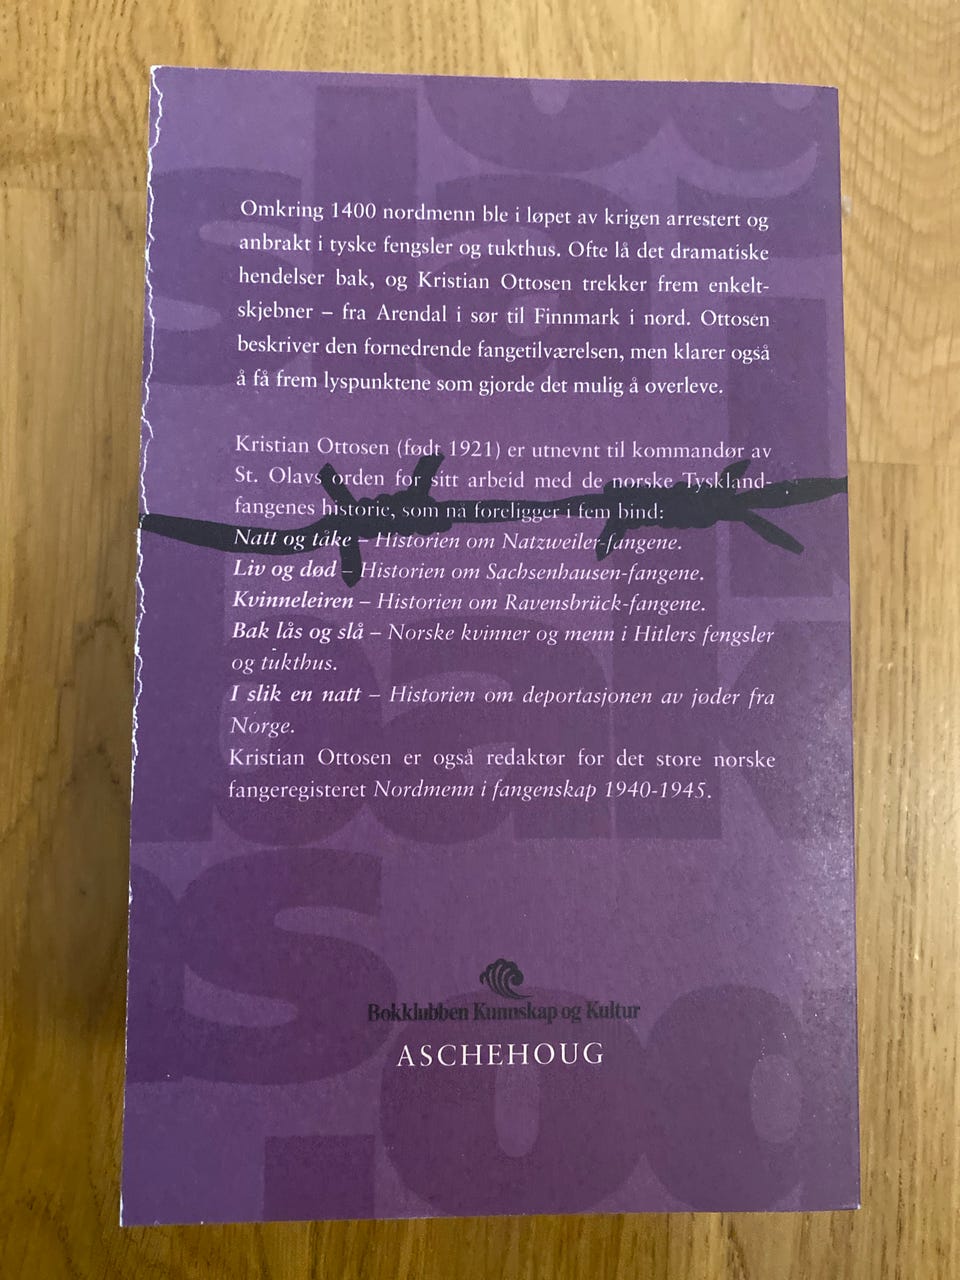 Omkring 1400 nordmenn ble i løpet av krigen arrestert og
anbrakt i tyske fengsler og tukthus. Ofte lå det dramatiske
hendelser bak, og Kristian Ottosen trekker frem enkelt-
skjebner – fra Arendal i sør til Finnmark i nord. Ottosen
beskriver den fornedrende fangetilværelsen, men klarer også
å få frem lyspunktene som gjorde det mulig å overleve.
Kristian Ottosen (født 1921) er utnevnt til kommandør av
St. Olavs orden for sitt arbeid med de norske Tyskland-
fangenes historie, som nå foreligger i fem bind:
Natt og tåke – Historien om Natzweiler-fangene.
Liv og død – Historien om Sachsenhausen-fangene.
Kvinneleiren – Historien om Ravensbrück-fangene.
Bak lås og slå – Norske kvinner og menn i Hitlers fengsler
og tukthus.
I slik en natt – Historien om deportasjonen av jøder fra
Norge.
Kristian Ottosen er også redaktør for det store norske
fangeregisteret Nordmenn i fangenskap 1940-1945.
Bokklubben Kunnskap og Kultur
ASCHEHOUG